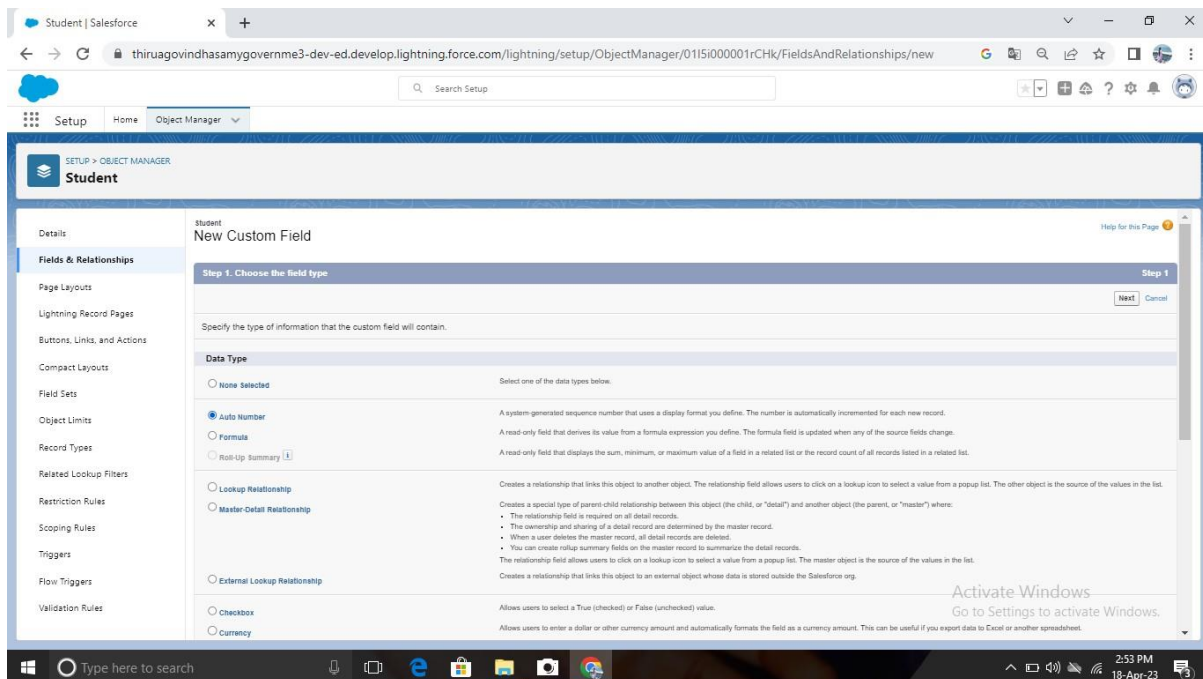 Student | Salesforce
thiruagovindhasamygovernme3-dev-ed.develop.lightning.force.com/lightning/setup/ObjectManager/01I5i000001rCHk/FieldsAndRelationships/new
Search Setup
Setup Home Object Manager
SETUP > OBJECT MANAGER
Student
Details
Fields & Relationships
Page Layouts
Lightning Record Pages
Buttons, Links, and Actions
Compact Layouts
Field Sets
Object Limits
Record Types
Related Lookup Filters
Restriction Rules
Scoping Rules
Triggers
Flow Triggers
Validation Rules
Student
New Custom Field
Help for this Page
Step 1. Choose the field type Step 1
Next Cancel
Specify the type of information that the custom field will contain.
Data Type
None Selected Select one of the data types below.
Auto Number A system-generated sequence number that uses a display format you define. The number is automatically incremented for each new record.
Formula A read-only field that derives its value from a formula expression you define. The formula field is updated when any of the source fields change.
Roll-Up Summary A read-only field that displays the sum, minimum, or maximum value of a field in a related list or the record count of all records listed in a related list.
Lookup Relationship Creates a relationship that links this object to another object. The relationship field allows users to click on a lookup icon to select a value from a popup list. The other object is the source of the values in the list.
Master-Detail Relationship Creates a special type of parent-child relationship between this object (the child, or "detail") and another object (the parent, or "master") where:
• The relationship field is required on all detail records.
• The ownership and sharing of a detail record are determined by the master record.
• When a user deletes the master record, all detail records are deleted.
• You can create rollup summary fields on the master record to summarize the detail records.
The relationship field allows users to click on a lookup icon to select a value from a popup list. The master object is the source of the values in the list.
External Lookup Relationship Creates a relationship that links this object to an external object whose data is stored outside the Salesforce org.
Checkbox Allows users to select a True (checked) or False (unchecked) value.
Currency Allows users to enter a dollar or other currency amount and automatically formats the field as a currency amount. This can be useful if you export data to Excel or another spreadsheet.
Activate Windows
Go to Settings to activate Windows.
Type here to search
2:53 PM
18-Apr-23